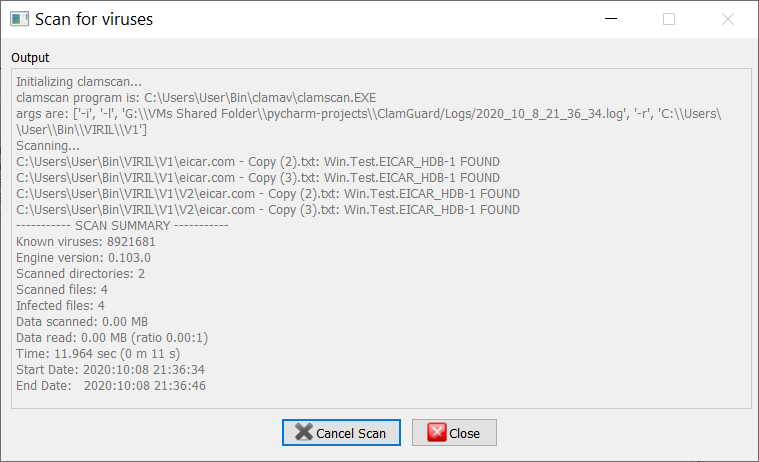 Scan for viruses
Output
Initializing clamscan...
clamscan program is: C:\Users\User\Bin\clamav\clamscan.EXE
args are: ['-i', '-l', 'G:\\VMs Shared Folder\\pycharm-projects\\ClamGuard/Logs/2020_10_8_21_36_34.log', '-r', 'C:\\Users\
\User\\Bin\\VIRIL\\V1']
Scanning...
C:\Users\User\Bin\VIRIL\V1\eicar.com - Copy (2).txt: Win.Test.EICAR_HDB-1 FOUND
C:\Users\User\Bin\VIRIL\V1\eicar.com - Copy (3).txt: Win.Test.EICAR_HDB-1 FOUND
C:\Users\User\Bin\VIRIL\V1\V2\eicar.com - Copy (2).txt: Win.Test.EICAR_HDB-1 FOUND
C:\Users\User\Bin\VIRIL\V1\V2\eicar.com - Copy (3).txt: Win.Test.EICAR_HDB-1 FOUND
----------- SCAN SUMMARY -----------
Known viruses: 8921681
Engine version: 0.103.0
Scanned directories: 2
Scanned files: 4
Infected files: 4
Data scanned: 0.00 MB
Data read: 0.00 MB (ratio 0.00:1)
Time: 11.964 sec (0 m 11 s)
Start Date: 2020:10:08 21:36:34
End Date:   2020:10:08 21:36:46
Cancel Scan
Close